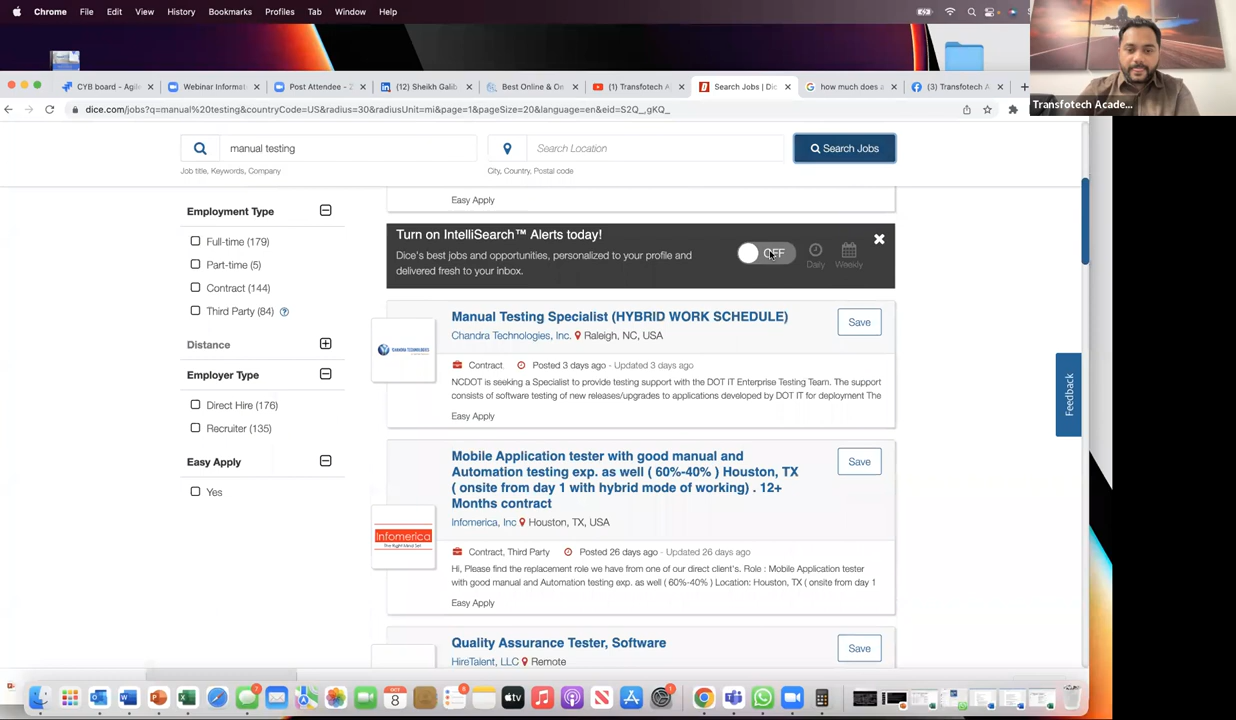 Chrome File Edit View History Bookmarks Profiles Tab Window Help
CYB board - Agil
Webinar Informat
Post Attendee - Z
(12) Sheikh Galib
Best Online & On
Transfotech A
Search Jobs | Dic
how much does a
(3) Transfotech A
Transfotech Acade...
dice.com/jobs?q=manual%20testing&countryCode=US&radius=30&radiusUnit=mi&page=1&pageSize=20&language=en&eid=S2Q_,gKQ_
manual testing
Search Location
Search Jobs
Job title, Keywords, Company
City, Country, Postal code
Employment Type
Full-time (179)
Part-time (5)
Contract (144)
Third Party (84)
Distance
Employer Type
Direct Hire (176)
Recruiter (135)
Easy Apply
Yes
Easy Apply
Turn on IntelliSearch™ Alerts today!
Dice's best jobs and opportunities, personalized to your profile and
delivered fresh to your inbox.
OFF
Daily
Weekly
Manual Testing Specialist (HYBRID WORK SCHEDULE)
Save
Chandra Technologies, Inc. Raleigh, NC, USA
CHANDRA TECHNOLOGIES
Contract Posted 3 days ago - Updated 3 days ago
NCDOT is seeking a Specialist to provide testing support with the DOT IT Enterprise Testing Team. The support
consists of software testing of new releases/upgrades to applications developed by DOT IT for deployment The
Easy Apply
Mobile Application tester with good manual and
Automation testing exp. as well ( 60%-40% ) Houston, TX
( onsite from day 1 with hybrid mode of working) . 12+
Months contract
Save
Infomerica, Inc Houston, TX, USA
Infomerica
The Right Mind Set
Contract, Third Party Posted 26 days ago - Updated 26 days ago
Hi, Please find the replacement role we have from one of our direct client's. Role : Mobile Application tester
with good manual and Automation testing exp. as well ( 60%-40% ) Location: Houston, TX ( onsite from day 1
Easy Apply
Quality Assurance Tester, Software
Save
HireTalent, LLC Remote
Feedback
OCT
8
tv